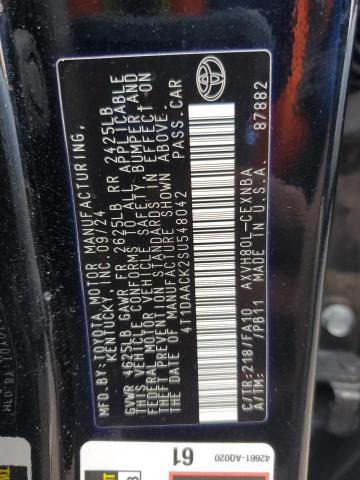 MFD.BY:TOYOTA MOTOR MANUFACTURING,
KENTUCKY,INC.09/24
GVWR 4625LB GAWR FR 2625LB RR 2425LB
THIS VEHICLE CONFORMS TO ALL APPLICABLE
FEDERAL MOTOR VEHICLE SAFETY,BUMPER,AND
THEFT PREVENTION STANDARDS IN EFFECT ON
THE DATE OF MANUFACTURE SHOWN ABOVE.
4T1DAACK2SU548042 PASS.CAR
C/TR:218/FA10 AXVH80L-CEXNBA
A/TM: /PB11 MADE IN U.S.A. 87882
42661-AQ020
61